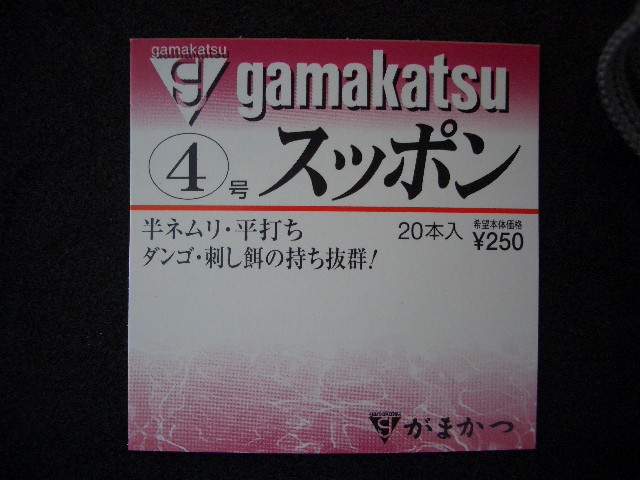 gamakatsu
gamakatsu
4号 スッポン
半ネムリ・平打ち 20本入 希望本体価格 ¥250
ダンゴ・刺し餌の持ち抜群!
gamakatsu
がまかつ